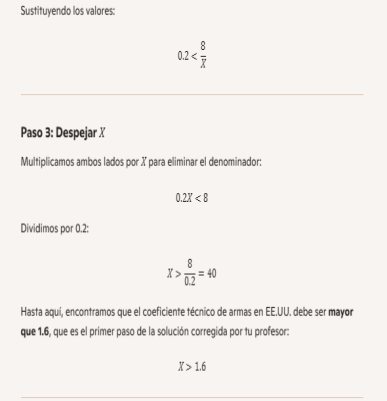 Sustituyendo los valores:
0.2 < 8/X
Paso 3: Despejar X
Multiplicamos ambos lados por X para eliminar el denominador:
0.2X < 8
Dividimos por 0.2:
X > 8/0.2 = 40
Hasta aquí, encontramos que el coeficiente técnico de armas en EE.UU. debe ser mayor
que 1.6, que es el primer paso de la solución corregida por tu profesor:
X > 1.6